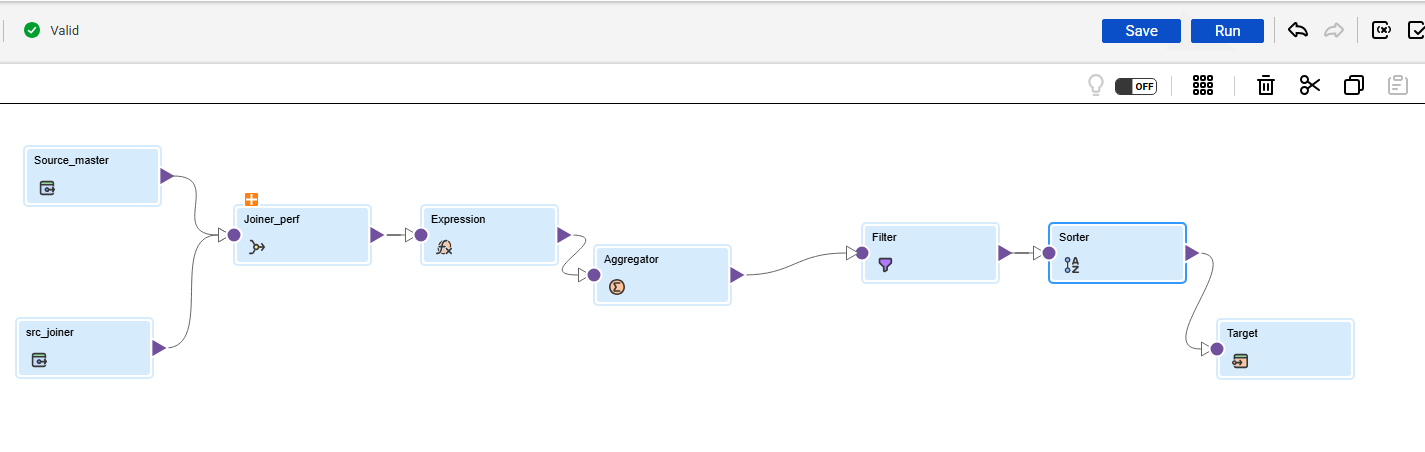 Valid
Save
Run
OFF
Source_master
Joiner_perf
Expression
Aggregator
Filter
Sorter
src_joiner
Target